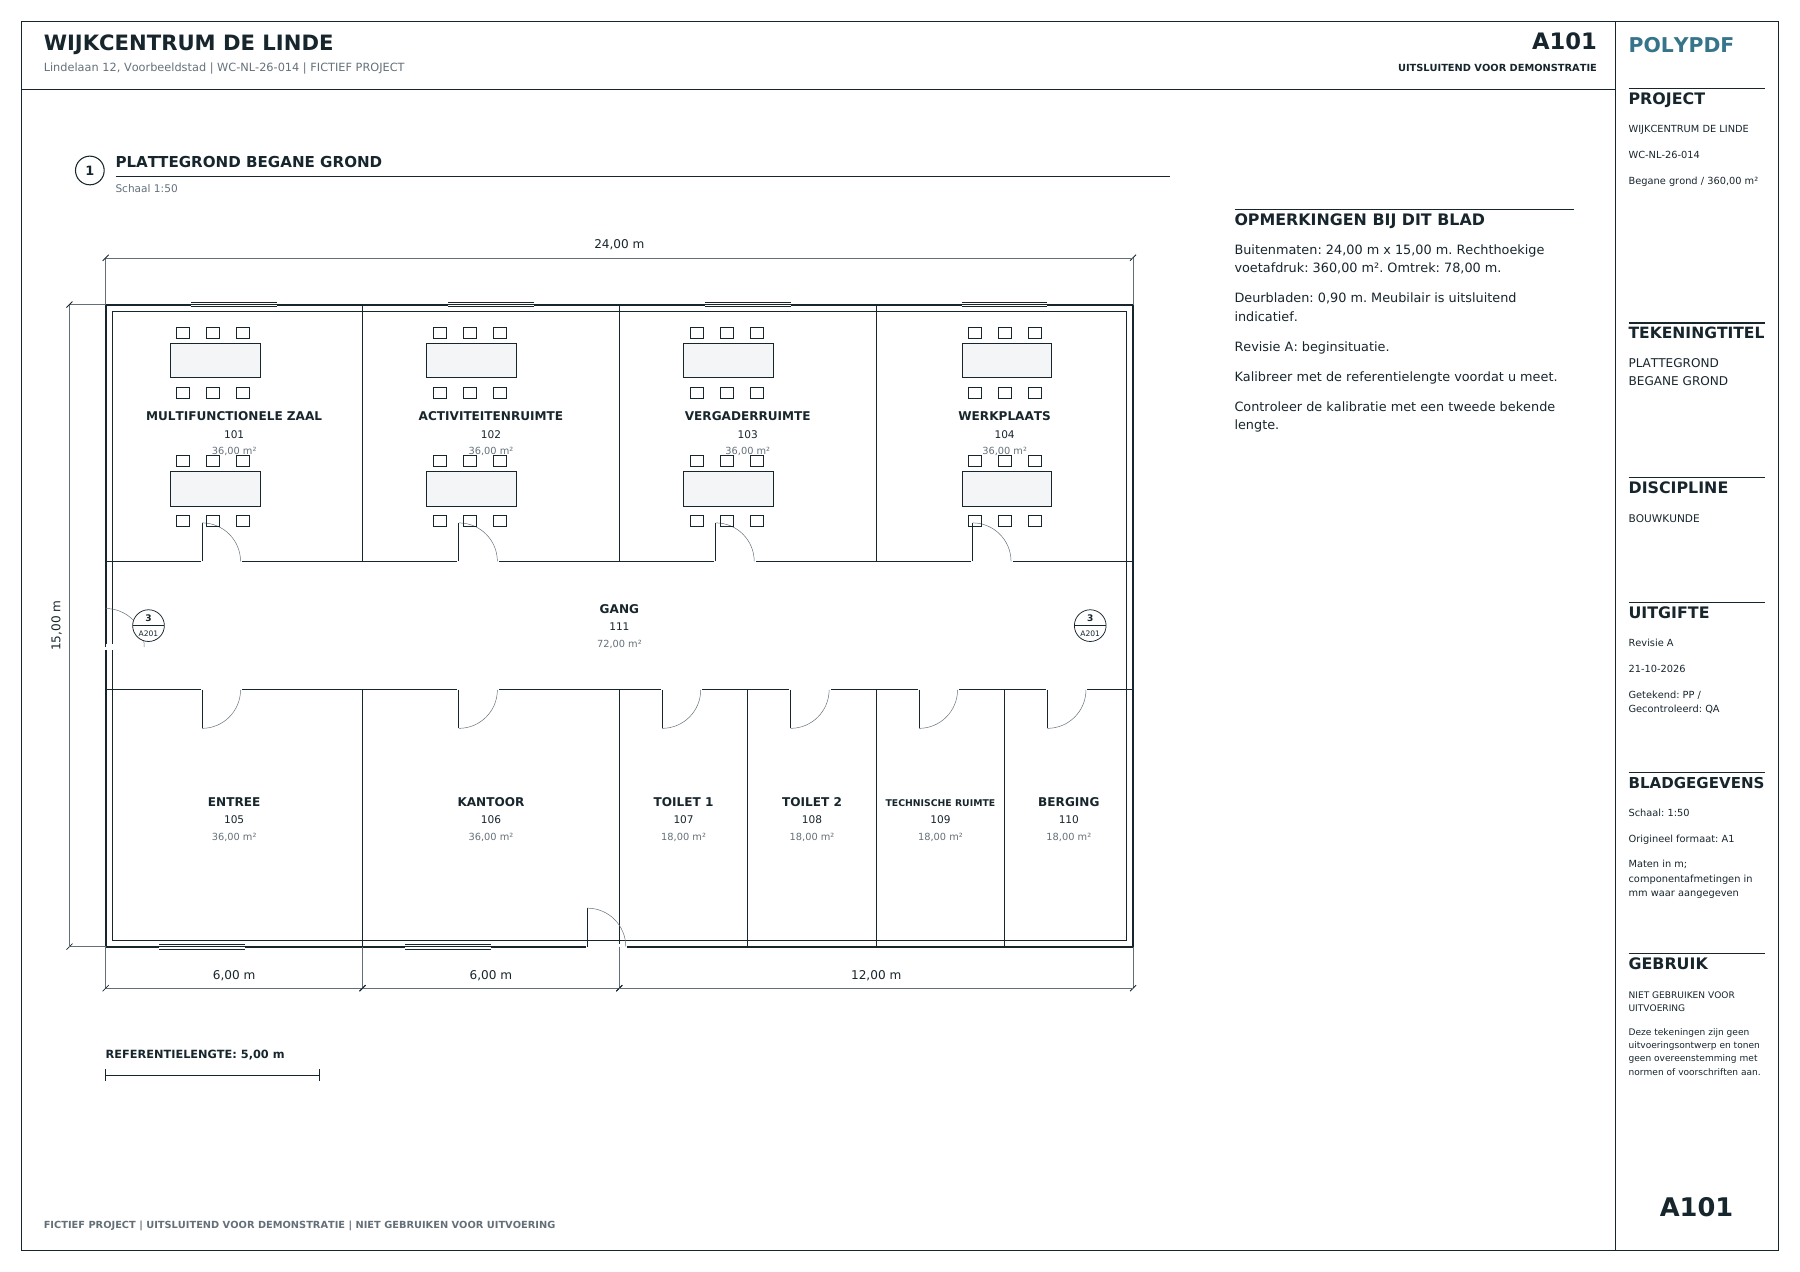 WIJKCENTRUM DE LINDE
Lindelaan 12, Voorbeeldstad | WC-NL-26-014 | FICTIEF PROJECT
A101
UITSLUITEND VOOR DEMONSTRATIE
1
PLATTEGROND BEGANE GROND
Schaal 1:50
24,00 m
15,00 m
MULTIFUNCTIONELE ZAAL
101
36,00 m²
ACTIVITEITENRUIMTE
102
36,00 m²
VERGADERRUIMTE
103
36,00 m²
WERKPLAATS
104
36,00 m²
3
A201
GANG
111
72,00 m²
3
A201
ENTREE
105
36,00 m²
KANTOOR
106
36,00 m²
TOILET 1
107
18,00 m²
TOILET 2
108
18,00 m²
TECHNISCHE RUIMTE
109
18,00 m²
BERGING
110
18,00 m²
6,00 m
6,00 m
12,00 m
REFERENTIELENGTE: 5,00 m
OPMERKINGEN BIJ DIT BLAD
Buitenmaten: 24,00 m x 15,00 m. Rechthoekige
voetafdruk: 360,00 m². Omtrek: 78,00 m.
Deurbladen: 0,90 m. Meubilair is uitsluitend
indicatief.
Revisie A: beginsituatie.
Kalibreer met de referentielengte voordat u meet.
Controleer de kalibratie met een tweede bekende
lengte.
FICTIEF PROJECT | UITSLUITEND VOOR DEMONSTRATIE | NIET GEBRUIKEN VOOR UITVOERING
POLYPDF
PROJECT
WIJKCENTRUM DE LINDE
WC-NL-26-014
Begane grond / 360,00 m²
TEKENINGTITEL
PLATTEGROND
BEGANE GROND
DISCIPLINE
BOUWKUNDE
UITGIFTE
Revisie A
21-10-2026
Getekend: PP /
Gecontroleerd: QA
BLADGEGEVENS
Schaal: 1:50
Origineel formaat: A1
Maten in m;
componentafmetingen in
mm waar aangegeven
GEBRUIK
NIET GEBRUIKEN VOOR
UITVOERING
Deze tekeningen zijn geen
uitvoeringsontwerp en tonen
geen overeenstemming met
normen of voorschriften aan.
A101